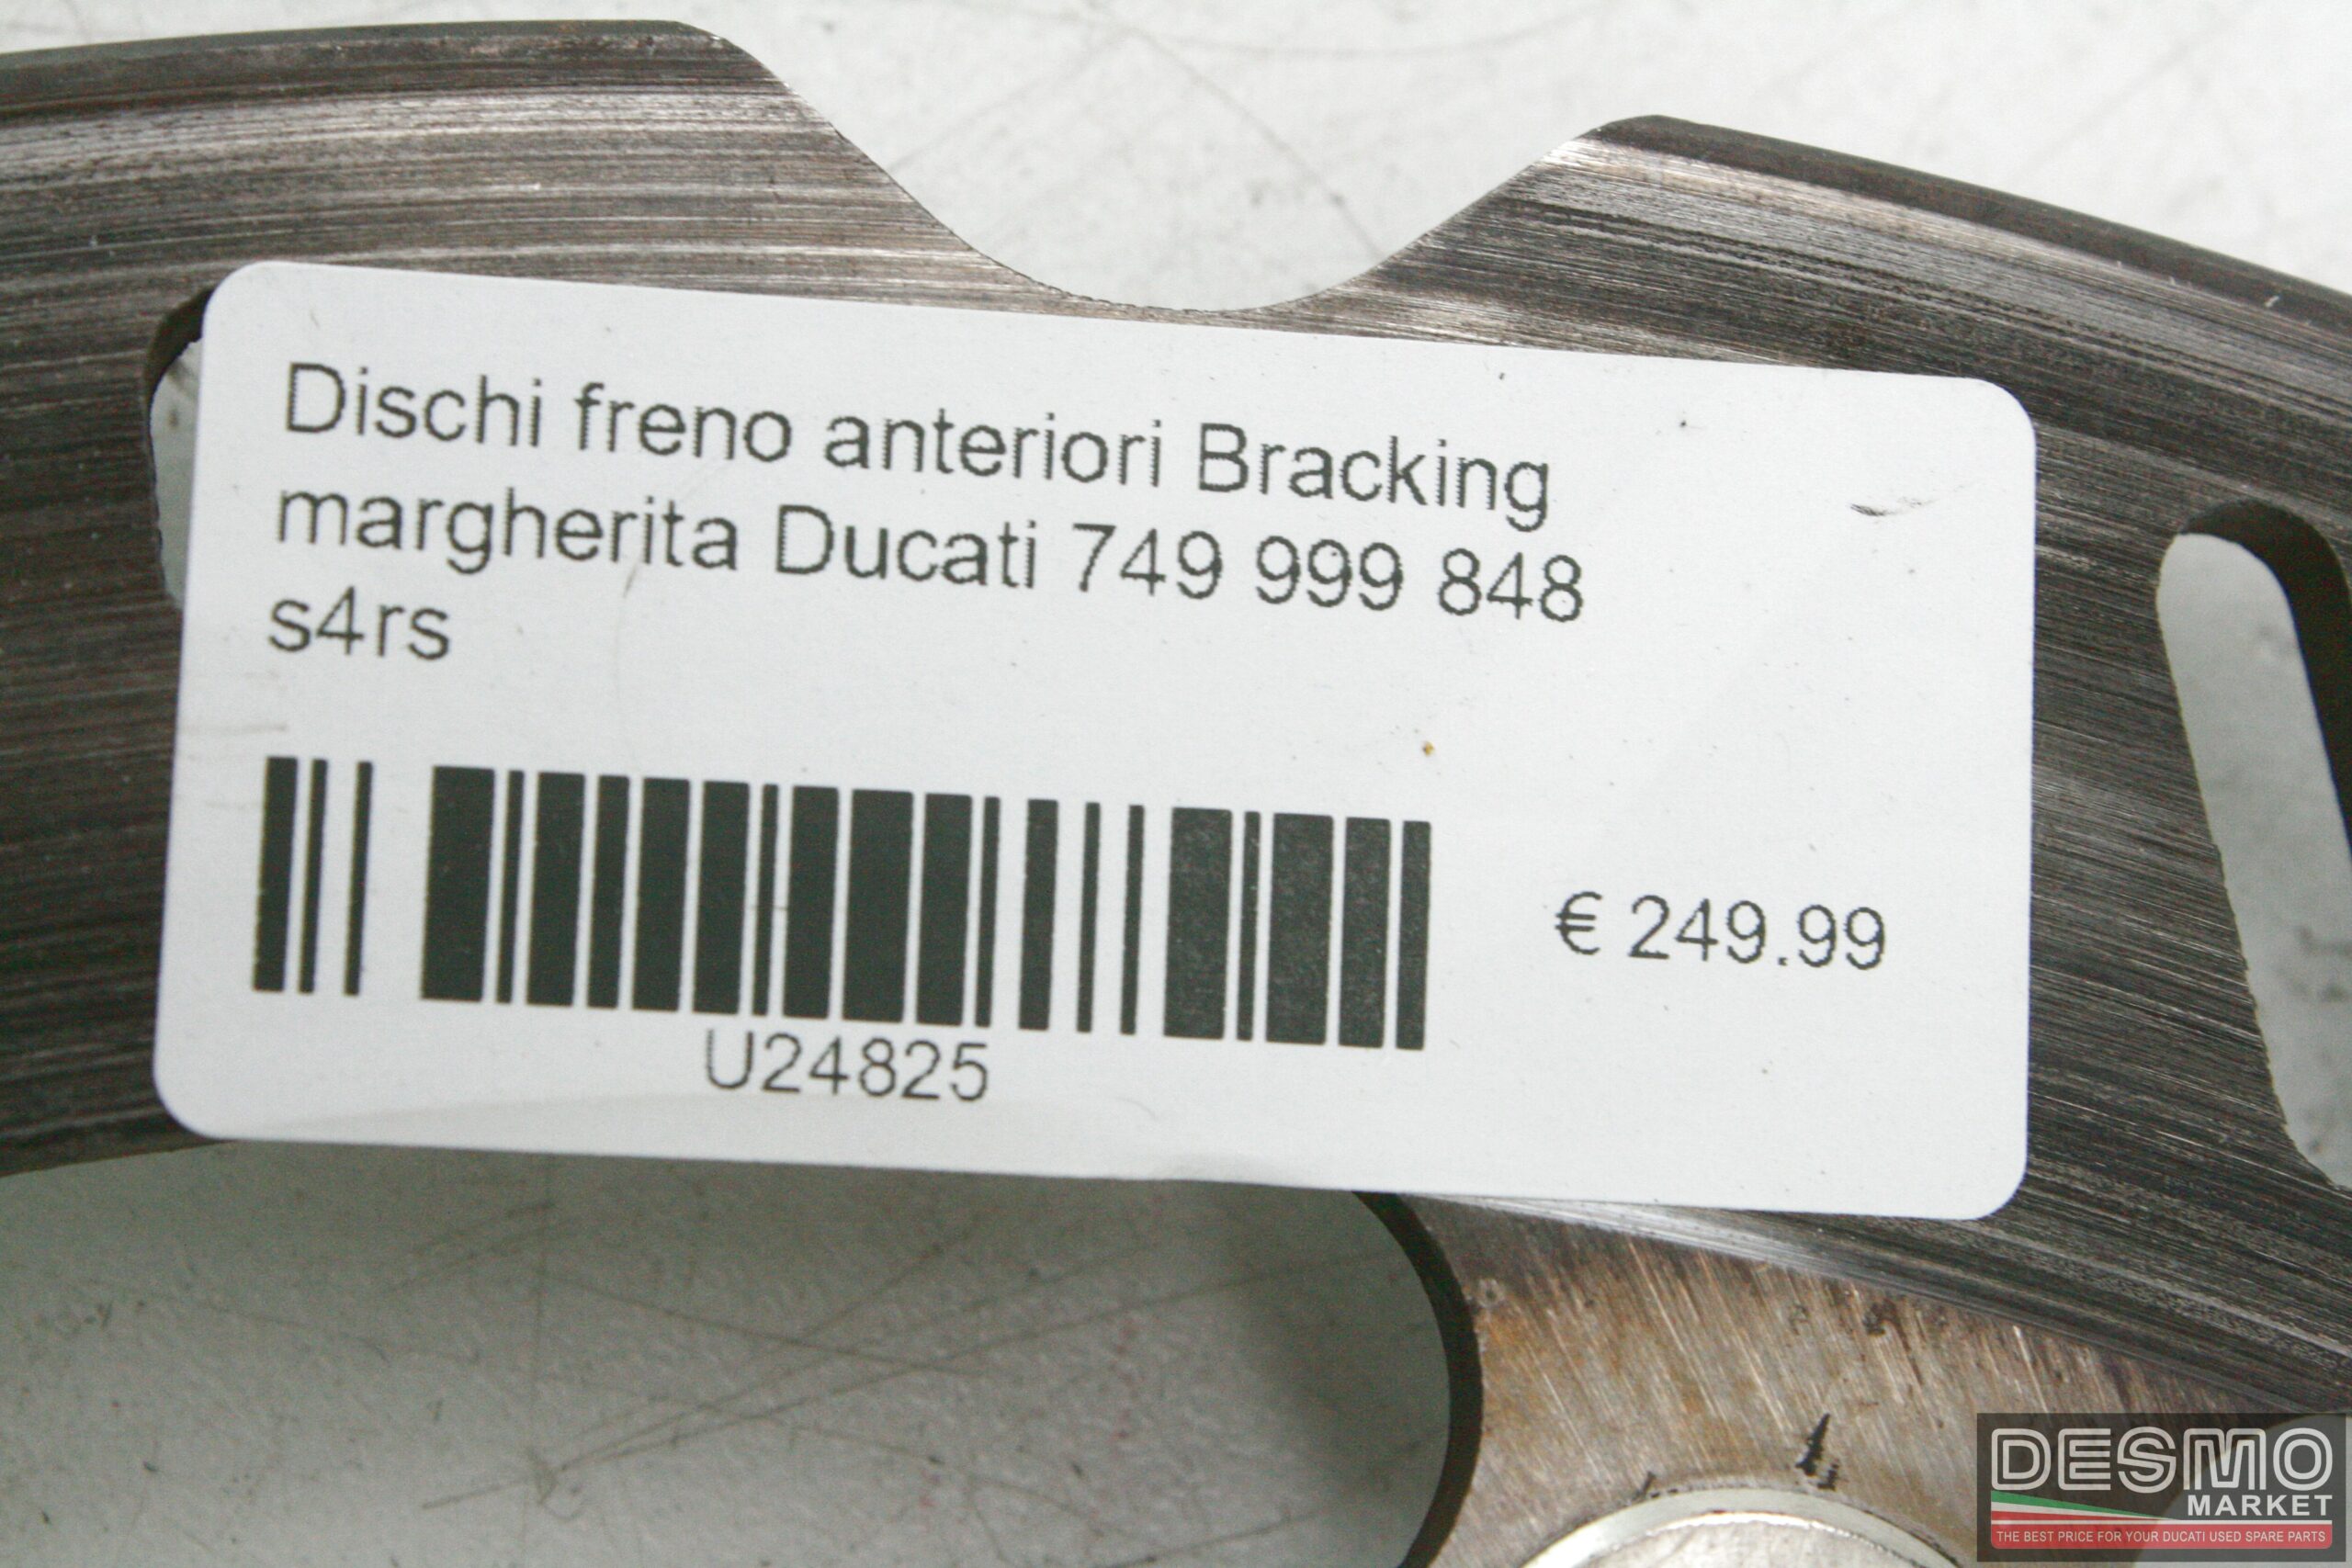 Dischi freno anteriori Bracking
margherita Ducati 749 999 848
s4rs
€ 249.99
U24825
DESMO
MARKET
THE BEST PRICE FOR YOUR DUCATI USED SPARE PARTS